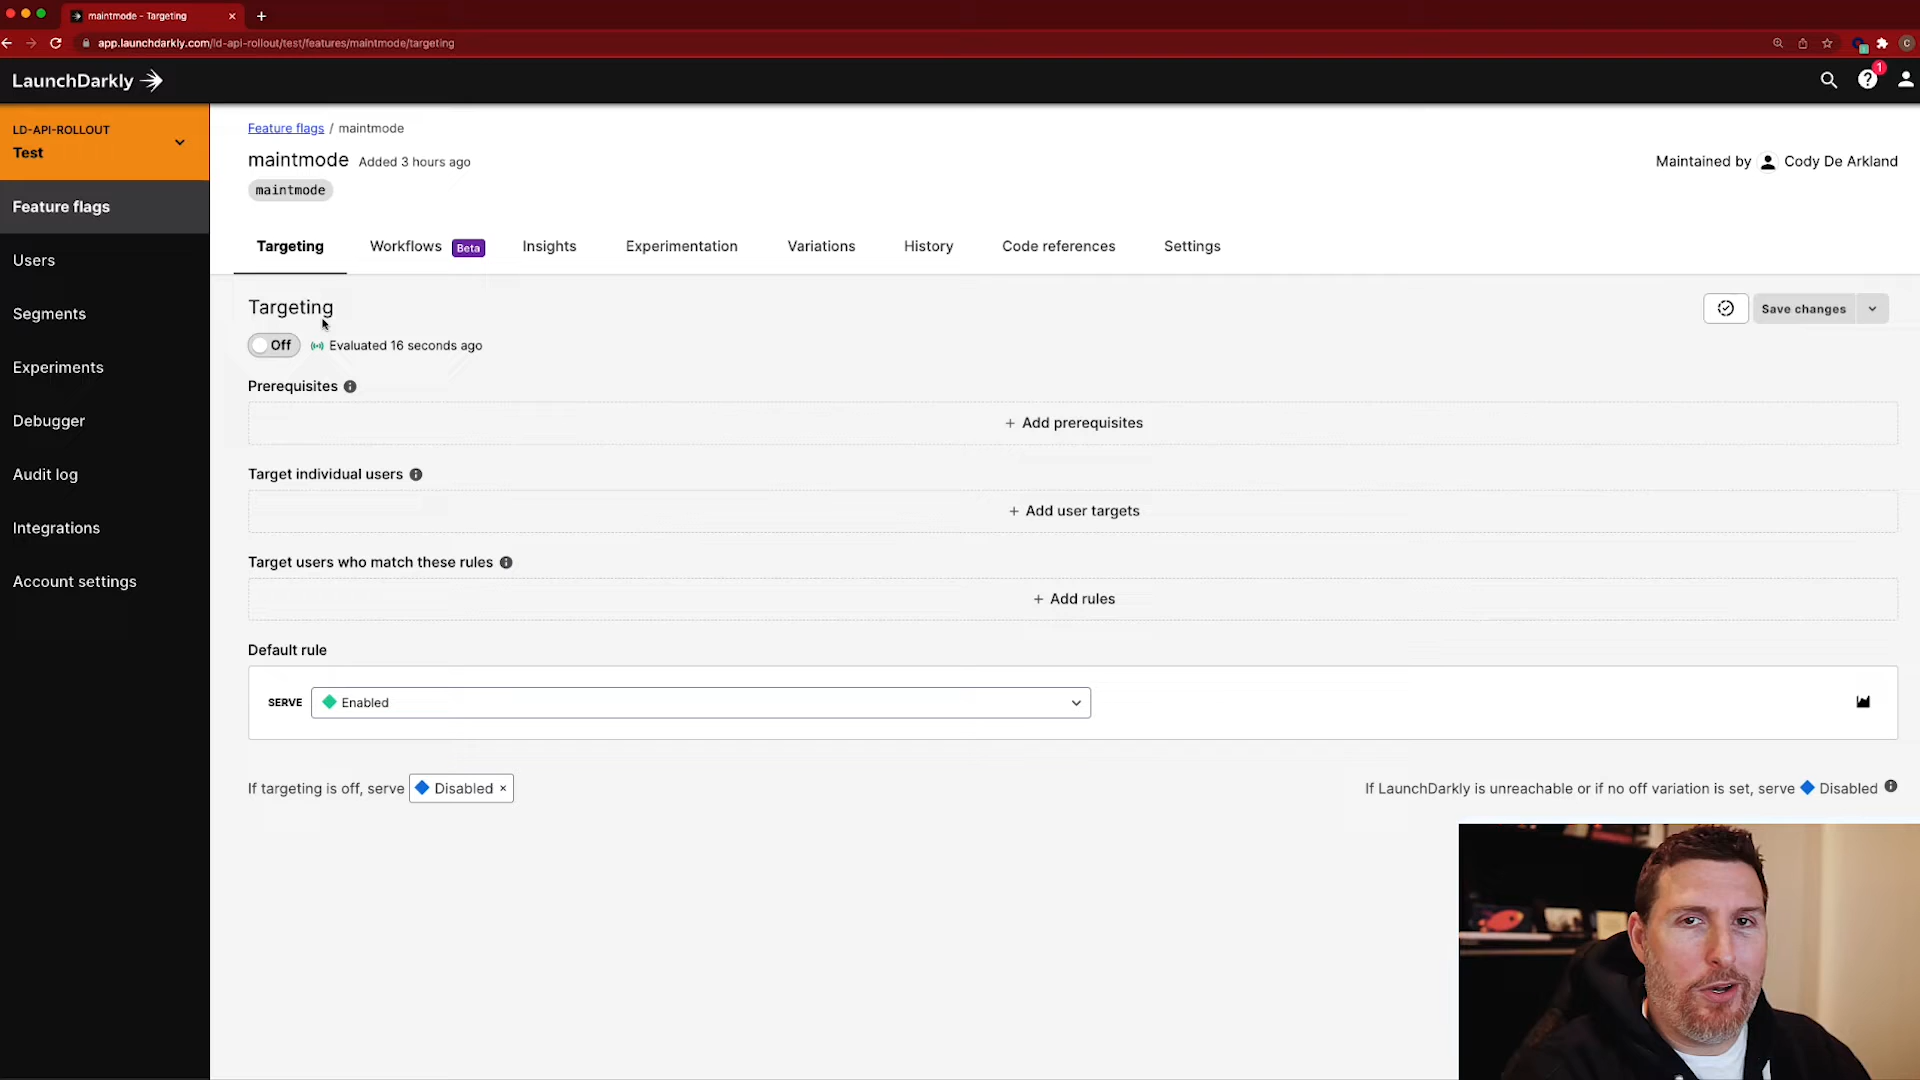 maintmode - Targeting
app.launchdarkly.com/ld-api-rollout/test/features/maintmode/targeting
C
LaunchDarkly
1
LD-API-ROLLOUT
Test
Feature flags
Users
Segments
Experiments
Debugger
Audit log
Integrations
Account settings
Feature flags / maintmode
maintmode Added 3 hours ago
maintmode
Maintained by Cody De Arkland
Targeting Workflows Beta Insights Experimentation Variations History Code references Settings
Targeting
Save changes
Off Evaluated 16 seconds ago
Prerequisites
+ Add prerequisites
Target individual users
+ Add user targets
Target users who match these rules
+ Add rules
Default rule
SERVE Enabled
If targeting is off, serve Disabled ×
If LaunchDarkly is unreachable or if no off variation is set, serve Disabled